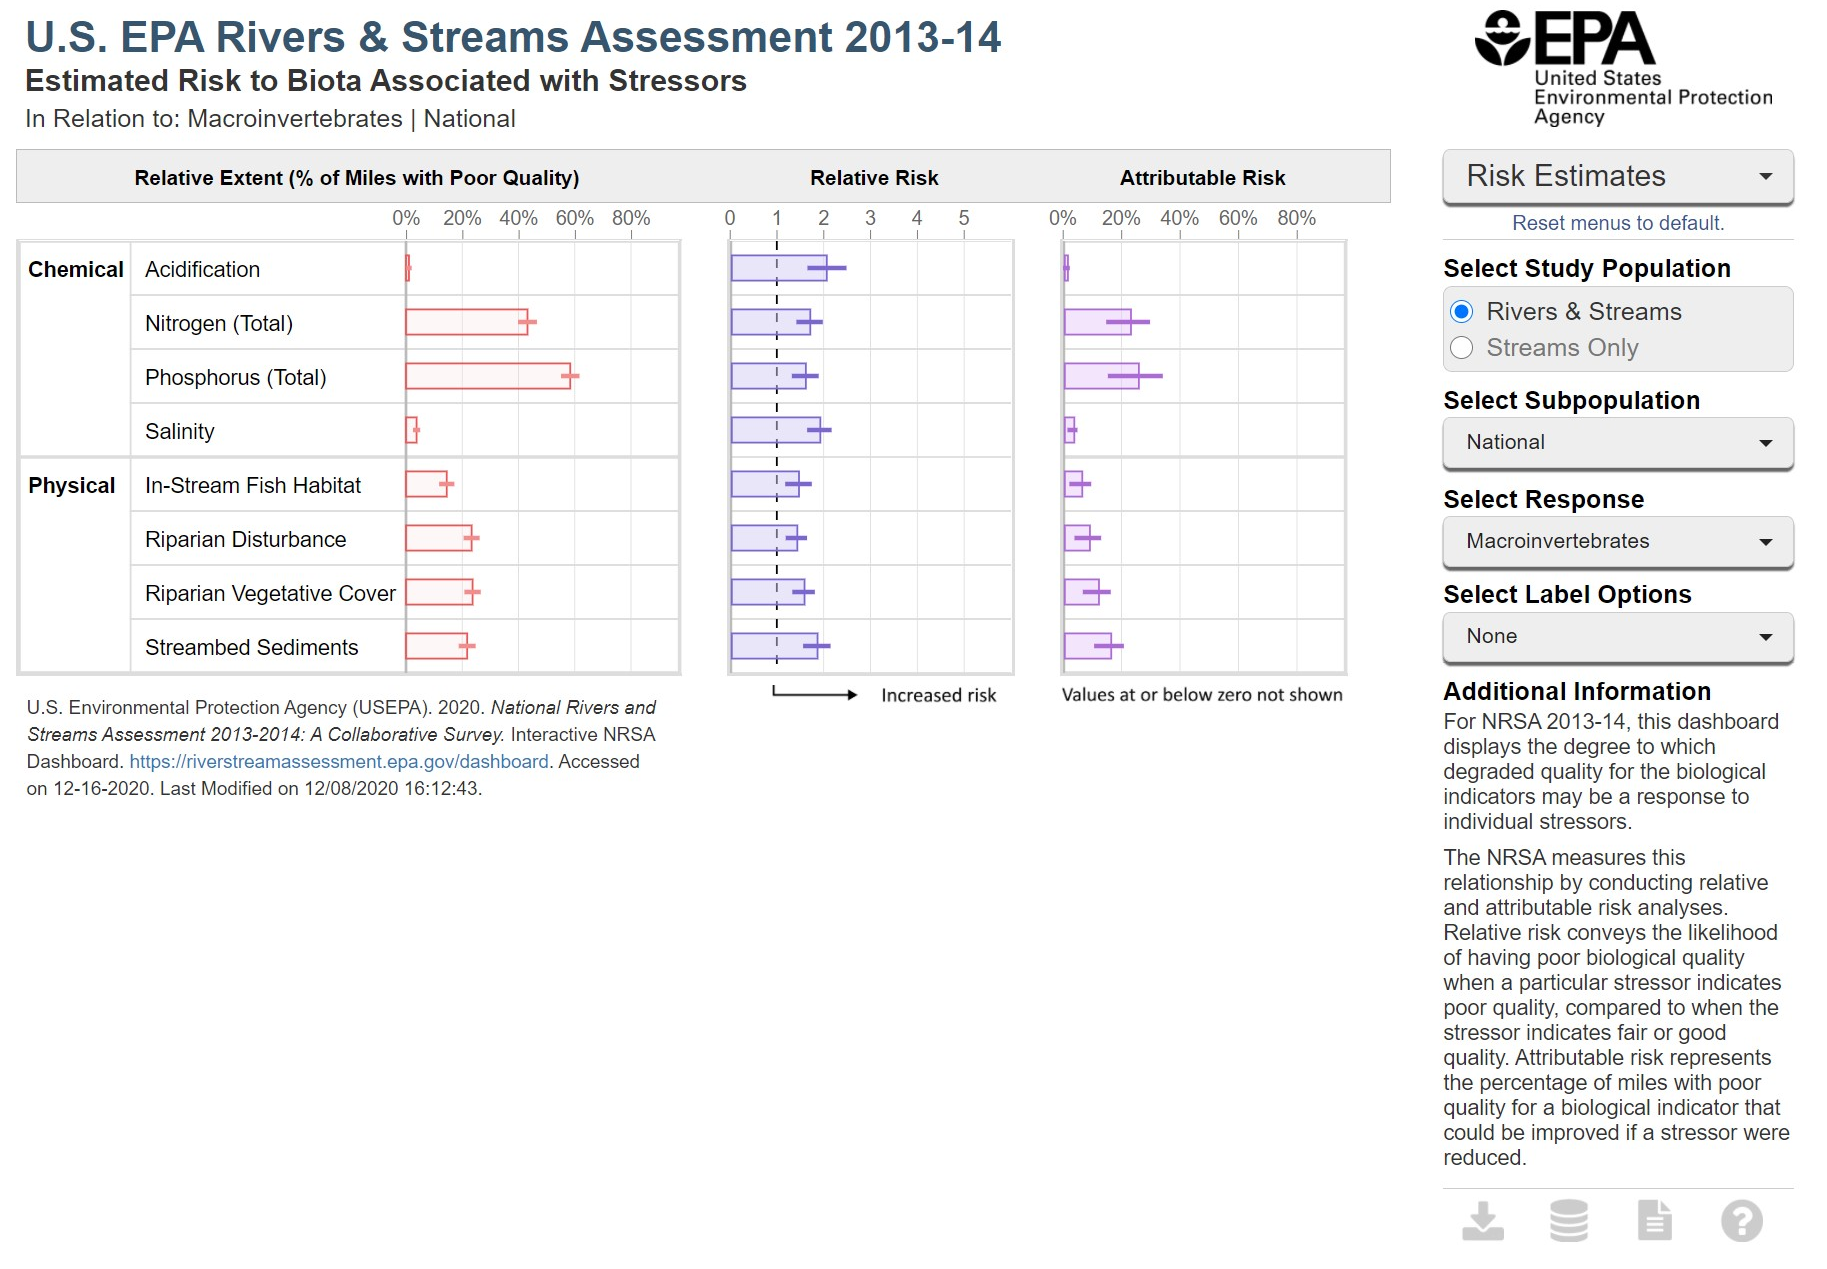 U.S. EPA Rivers & Streams Assessment 2013-14
Estimated Risk to Biota Associated with Stressors
In Relation to: Macroinvertebrates | National
Relative Extent (% of Miles with Poor Quality) Relative Risk Attributable Risk
0% 20% 40% 60% 80% 0 1 2 3 4 5 0% 20% 40% 60% 80%
Chemical Acidification
Nitrogen (Total)
Phosphorus (Total)
Salinity
Physical In-Stream Fish Habitat
Riparian Disturbance
Riparian Vegetative Cover
Streambed Sediments
Increased risk Values at or below zero not shown
U.S. Environmental Protection Agency (USEPA). 2020. National Rivers and
Streams Assessment 2013-2014: A Collaborative Survey. Interactive NRSA
Dashboard. https://riverstreamassessment.epa.gov/dashboard. Accessed
on 12-16-2020. Last Modified on 12/08/2020 16:12:43.
EPA
United States
Environmental Protection
Agency
Risk Estimates
Reset menus to default.
Select Study Population
Rivers & Streams
Streams Only
Select Subpopulation
National
Select Response
Macroinvertebrates
Select Label Options
None
Additional Information
For NRSA 2013-14, this dashboard
displays the degree to which
degraded quality for the biological
indicators may be a response to
individual stressors.
The NRSA measures this
relationship by conducting relative
and attributable risk analyses.
Relative risk conveys the likelihood
of having poor biological quality
when a particular stressor indicates
poor quality, compared to when the
stressor indicates fair or good
quality. Attributable risk represents
the percentage of miles with poor
quality for a biological indicator that
could be improved if a stressor were
reduced.
?